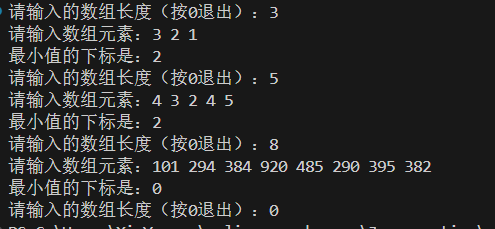 请输入的数组长度（按0退出）：3
请输入数组元素：3 2 1
最小值的下标是：2
请输入的数组长度（按0退出）：5
请输入数组元素：4 3 2 4 5
最小值的下标是：2
请输入的数组长度（按0退出）：8
请输入数组元素：101 294 384 920 485 290 395 382
最小值的下标是：0
请输入的数组长度（按0退出）：0